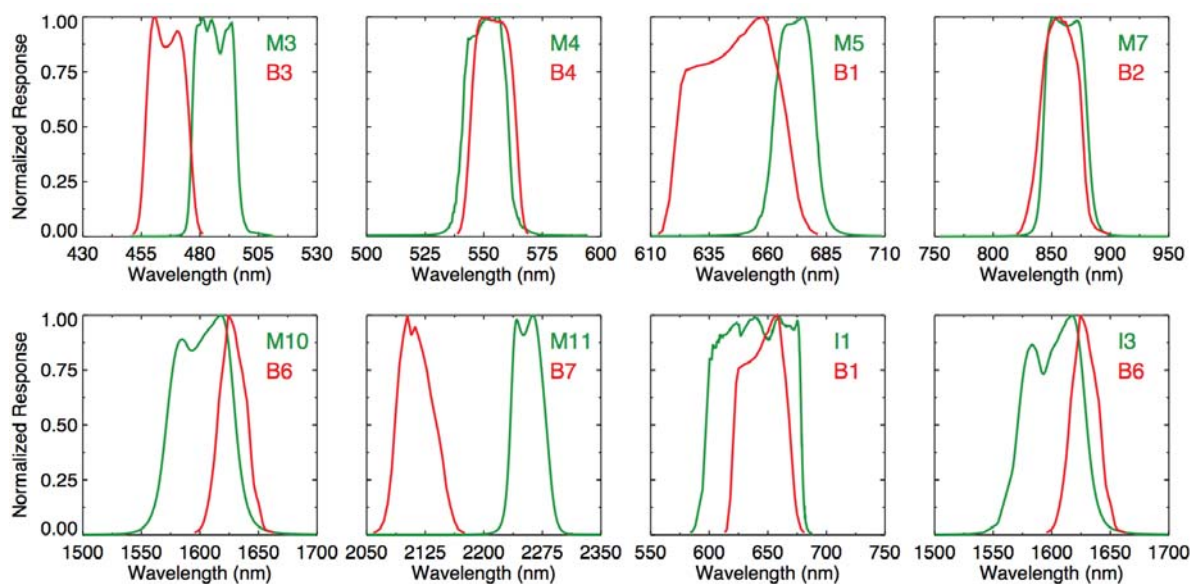 Normalized Response
1.00
0.75
0.50
0.25
0.00
M3
B3
430 455 480 505 530
Wavelength (nm)
M4
B4
500 525 550 575 600
Wavelength (nm)
M5
B1
610 635 660 685 710
Wavelength (nm)
M7
B2
750 800 850 900 950
Wavelength (nm)
Normalized Response
1.00
0.75
0.50
0.25
0.00
M10
B6
1500 1550 1600 1650 1700
Wavelength (nm)
M11
B7
2050 2125 2200 2275 2350
Wavelength (nm)
I1
B1
550 600 650 700 750
Wavelength (nm)
I3
B6
1500 1550 1600 1650 1700
Wavelength (nm)